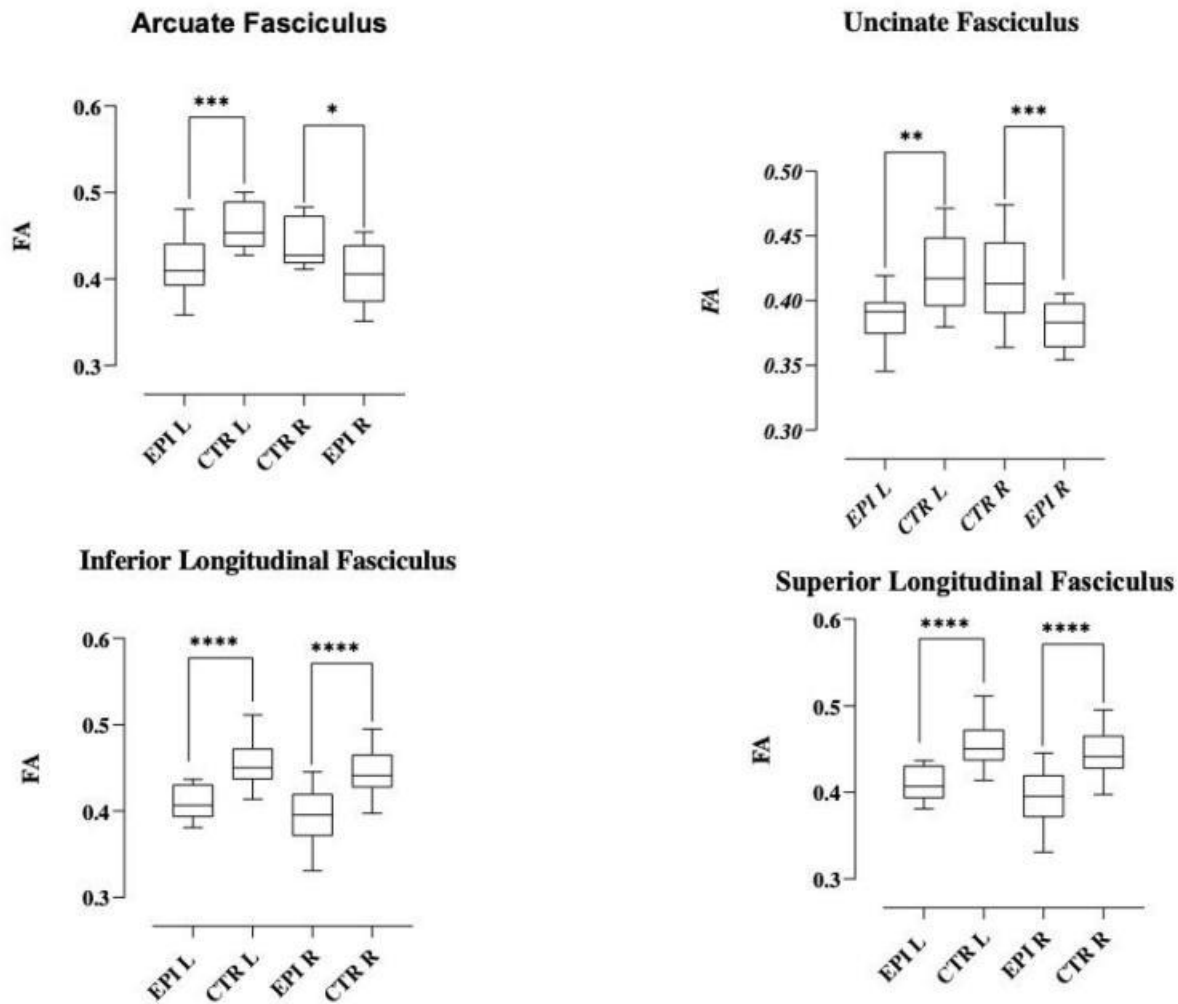 Arcuate Fasciculus
FA
0.6
0.5
0.4
0.3
***
*
EPI L
CTR L
CTR R
EPI R
Uncinate Fasciculus
FA
0.50
0.45
0.40
0.35
0.30
**
***
EPI L
CTR L
CTR R
EPI R
Inferior Longitudinal Fasciculus
FA
0.6
0.5
0.4
0.3
****
****
EPI L
CTR L
EPI R
CTR R
Superior Longitudinal Fasciculus
FA
0.6
0.5
0.4
0.3
****
****
EPI L
CTR L
EPI R
CTR R